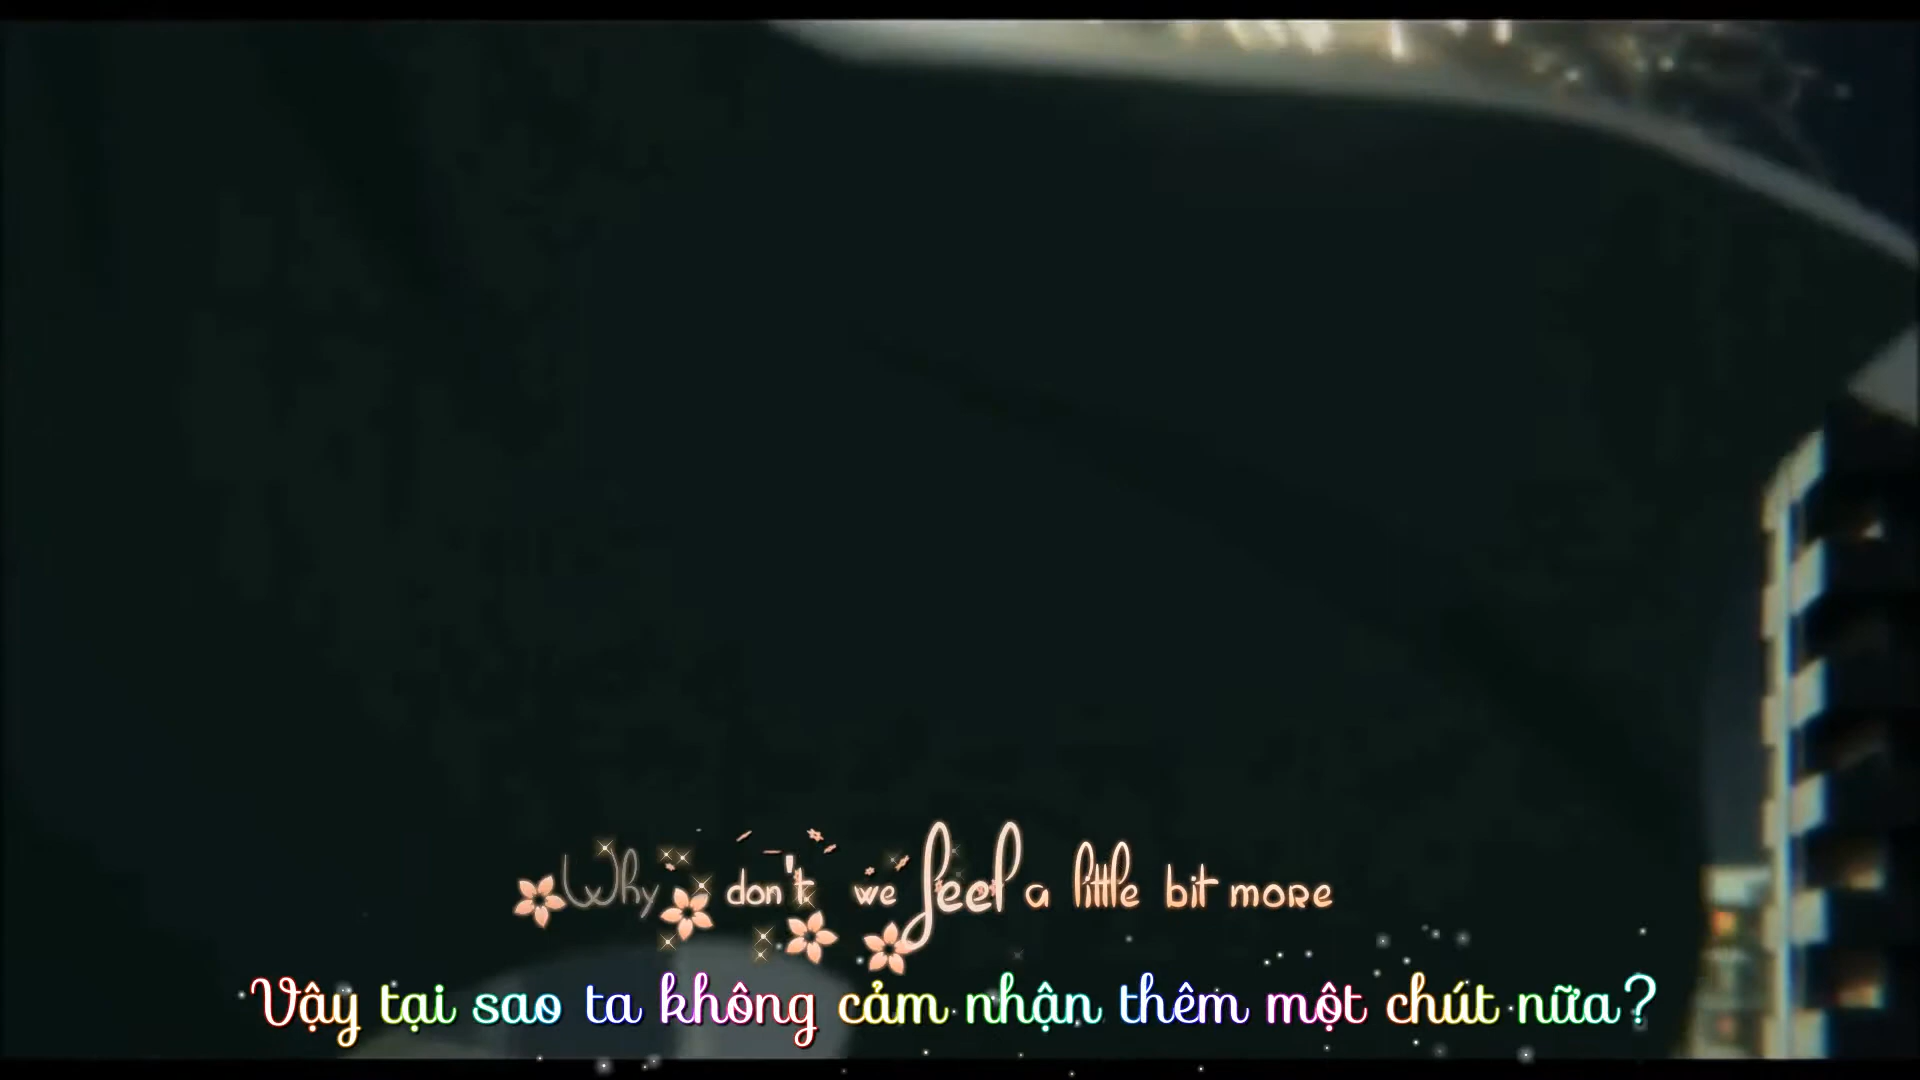 Why don't we feel a little bit more
Vậy tại sao ta không cảm nhận thêm một chút nữa?